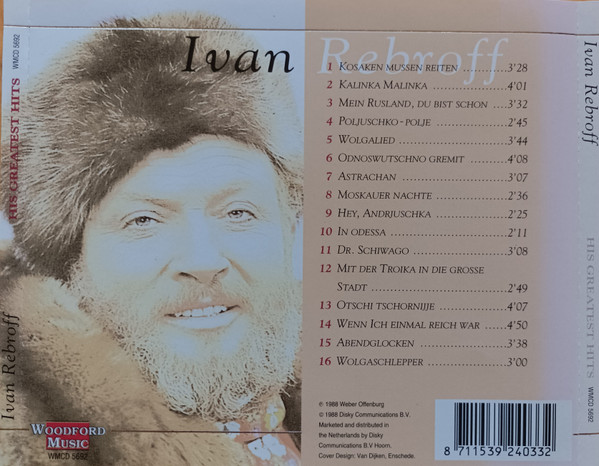 WMCD 5692
HIS GREATEST HITS
Ivan Rebroff
Ivan Rebroff
1 KOSAKEN MUSSEN REITEN ............3'28
2 KALINKA MALINKA ............4'01
3 MEIN RUSLAND, DU BIST SCHON ....3'32
4 POLJUSCHKO-POLJE ............2'45
5 WOLGALIED ............3'44
6 ODNOSWUTSCHNO GREMIT ............4'08
7 ASTRACHAN ............3'07
8 MOSKAUER NACHTE ............2'36
9 HEY, ANDRJUSCHKA ............2'25
10 IN ODESSA ............2'11
11 DR. SCHIWAGO ............3'08
12 MIT DER TROIKA IN DIE GROSSE
STADT ............2'49
13 OTSCHI TSCHORNIJJE ............4'07
14 WENN ICH EINMAL REICH WAR ......4'50
15 ABENDGLOCKEN ............3'38
16 WOLGASCHLEPPER ............3'00
℗ 1988 Weber Offenburg
© 1988 Disky Communications B.V.
Marketed and distributed in
the Netherlands by Disky
Communications B.V Hoorn.
Cover Design: Van Dijken, Enschede.
8 711539 240332
WOODFORD
MUSIC
WMCD 5692
Ivan Rebroff
HIS GREATEST HITS
WMCD 5692